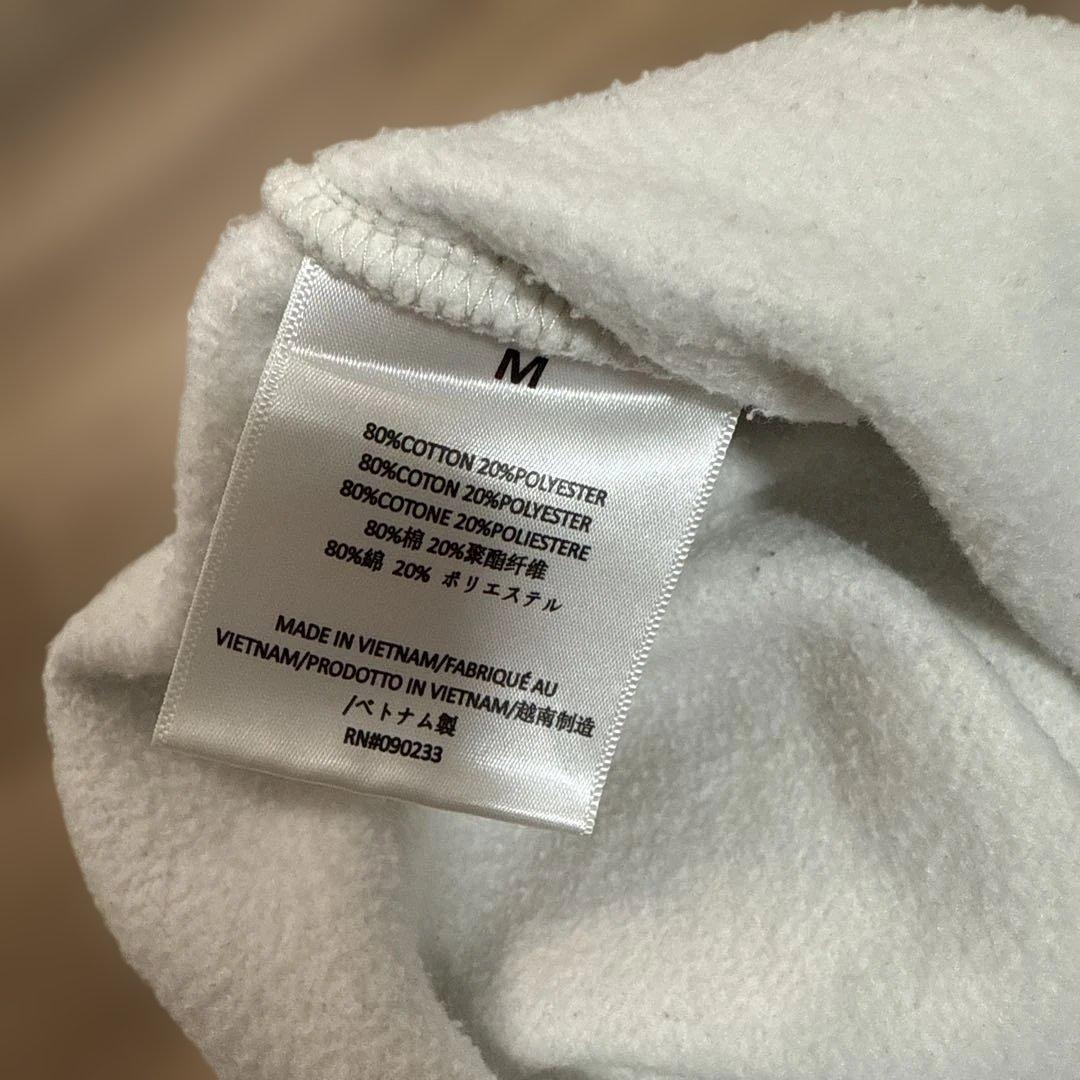 M
80%COTTON 20%POLYESTER
80%COTON 20%POLYESTER
80%COTONE 20%POLIESTERE
80%棉 20%聚酯纤维
80%綿 20% ポリエステル
MADE IN VIETNAM/FABRIQUÉ AU
VIETNAM/PRODOTTO IN VIETNAM/越南制造
/ベトナム製
RN#090233